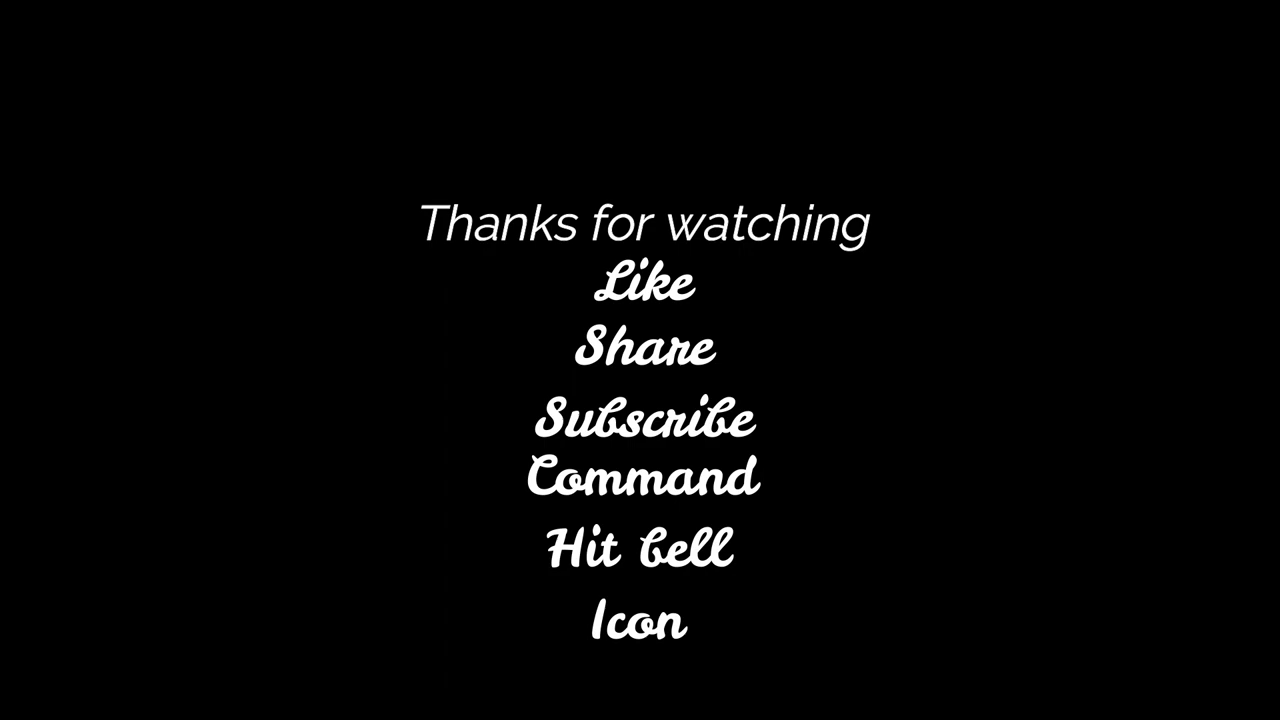 Thanks for watching
Like
Share
Subscribe
Command
Hit bell
Icon